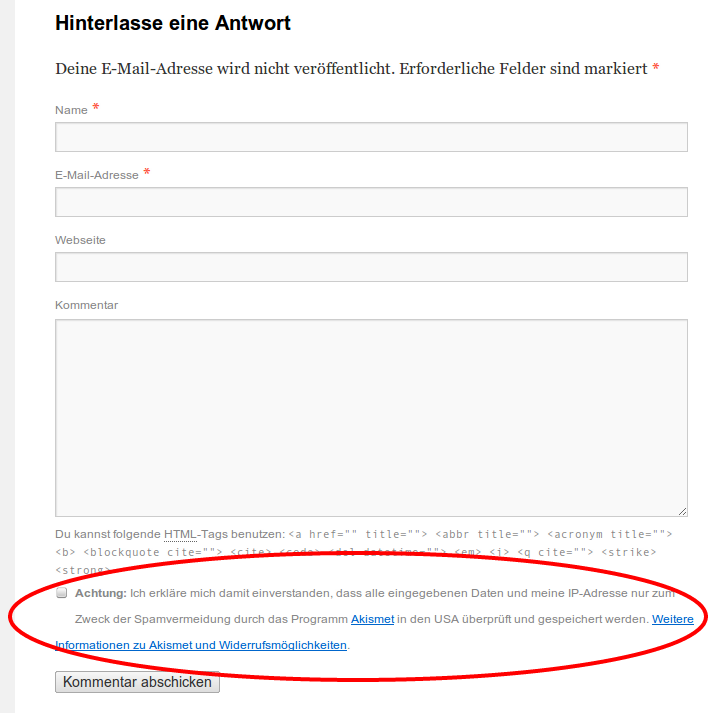 Hinterlasse eine Antwort
Deine E-Mail-Adresse wird nicht veröffentlicht. Erforderliche Felder sind markiert *
Name *
E-Mail-Adresse *
Webseite
Kommentar
Du kannst folgende HTML-Tags benutzen: <a href="" title=""> <abbr title=""> <acronym title="">
<b> <blockquote cite=""> <cite> <code> <del datetime=""> <em> <i> <q cite=""> <strike>
<strong>
Achtung: Ich erkläre mich damit einverstanden, dass alle eingegebenen Daten und meine IP-Adresse nur zum
Zweck der Spamvermeidung durch das Programm Akismet in den USA überprüft und gespeichert werden. Weitere
Informationen zu Akismet und Widerrufsmöglichkeiten.
Kommentar abschicken